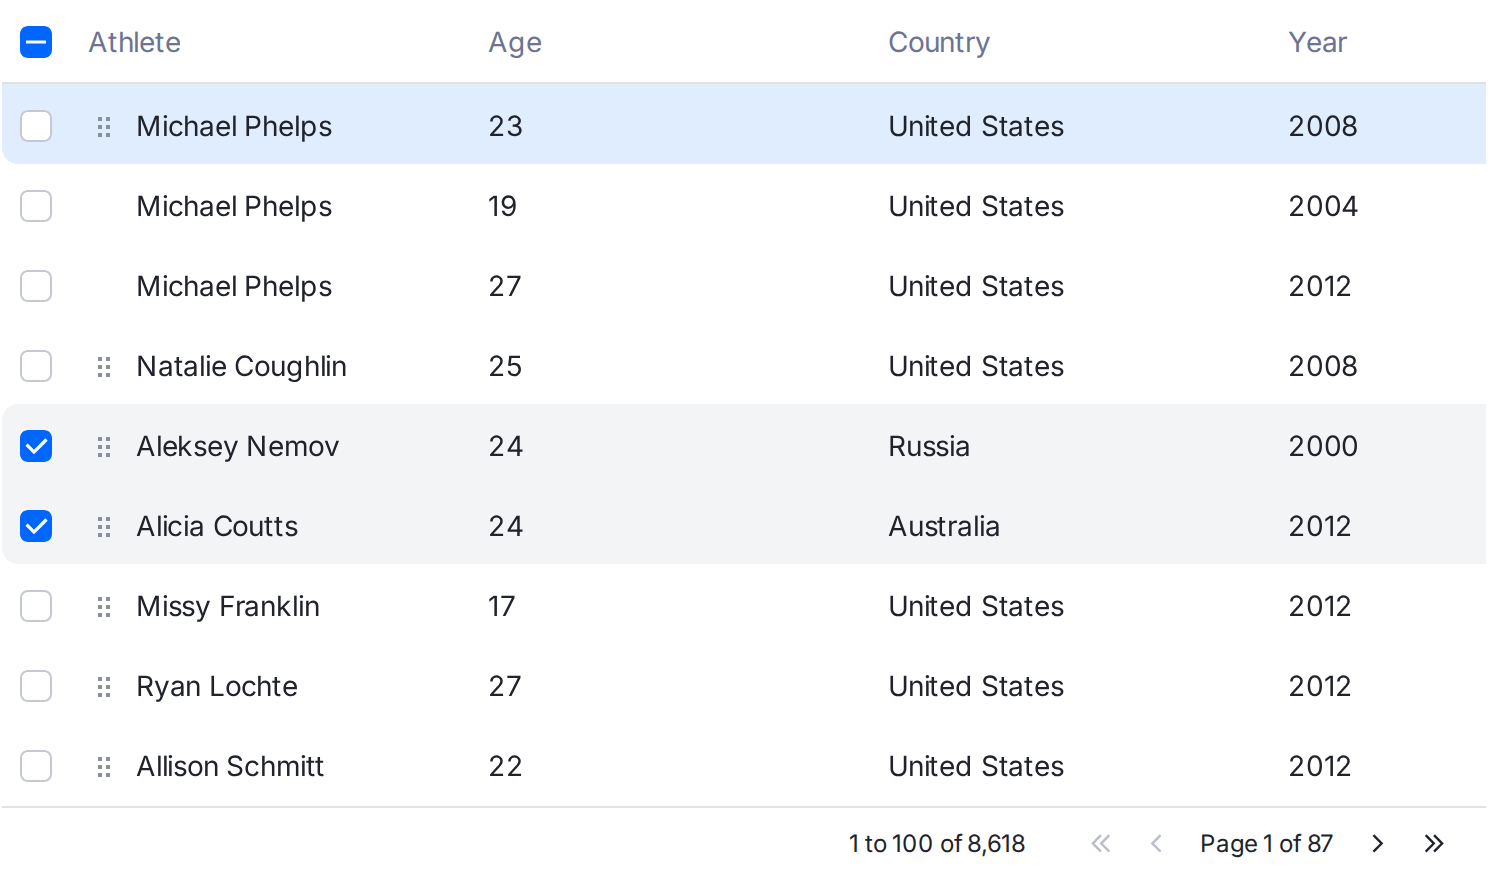 Athlete Age Country Year
Michael Phelps 23 United States 2008
Michael Phelps 19 United States 2004
Michael Phelps 27 United States 2012
Natalie Coughlin 25 United States 2008
Aleksey Nemov 24 Russia 2000
Alicia Coutts 24 Australia 2012
Missy Franklin 17 United States 2012
Ryan Lochte 27 United States 2012
Allison Schmitt 22 United States 2012
1 to 100 of 8,618 Page 1 of 87